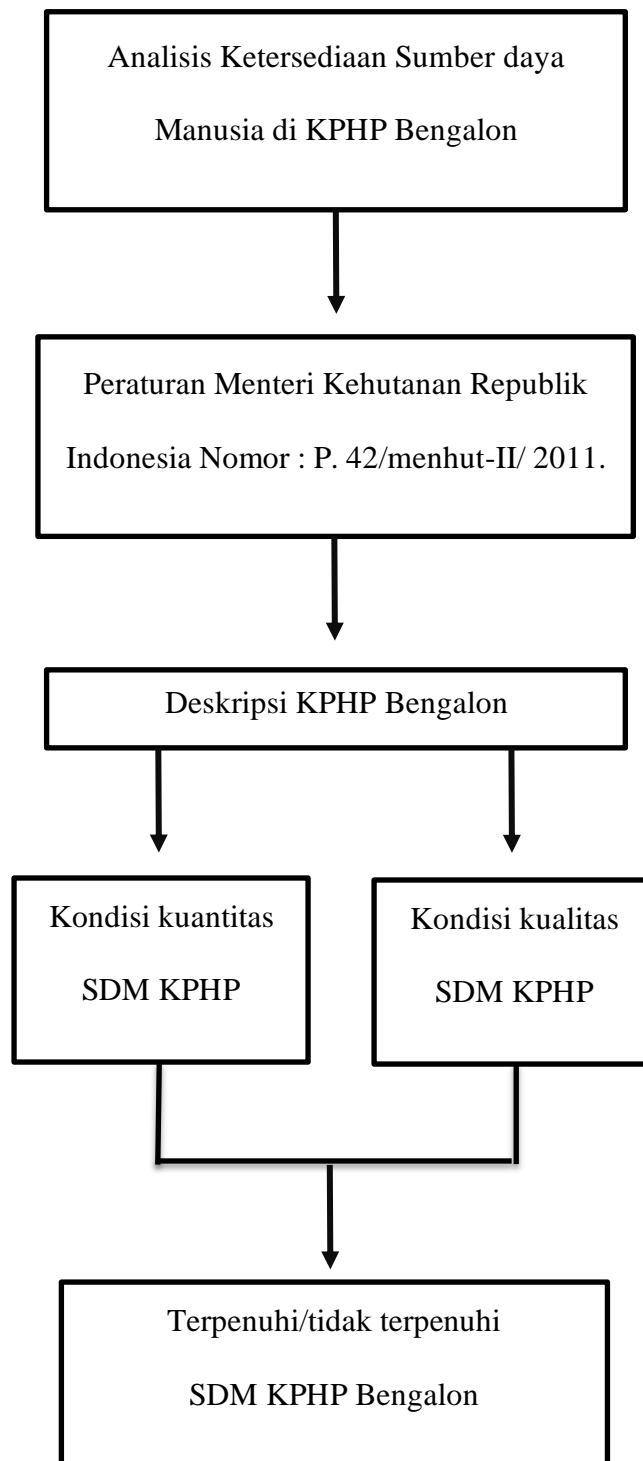 Analisis Ketersediaan Sumber daya
Manusia di KPHP Bengalon
Peraturan Menteri Kehutanan Republik
Indonesia Nomor : P. 42/menhut-II/ 2011.
Deskripsi KPHP Bengalon
Kondisi kuantitas
SDM KPHP
Kondisi kualitas
SDM KPHP
Terpenuhi/tidak terpenuhi
SDM KPHP Bengalon